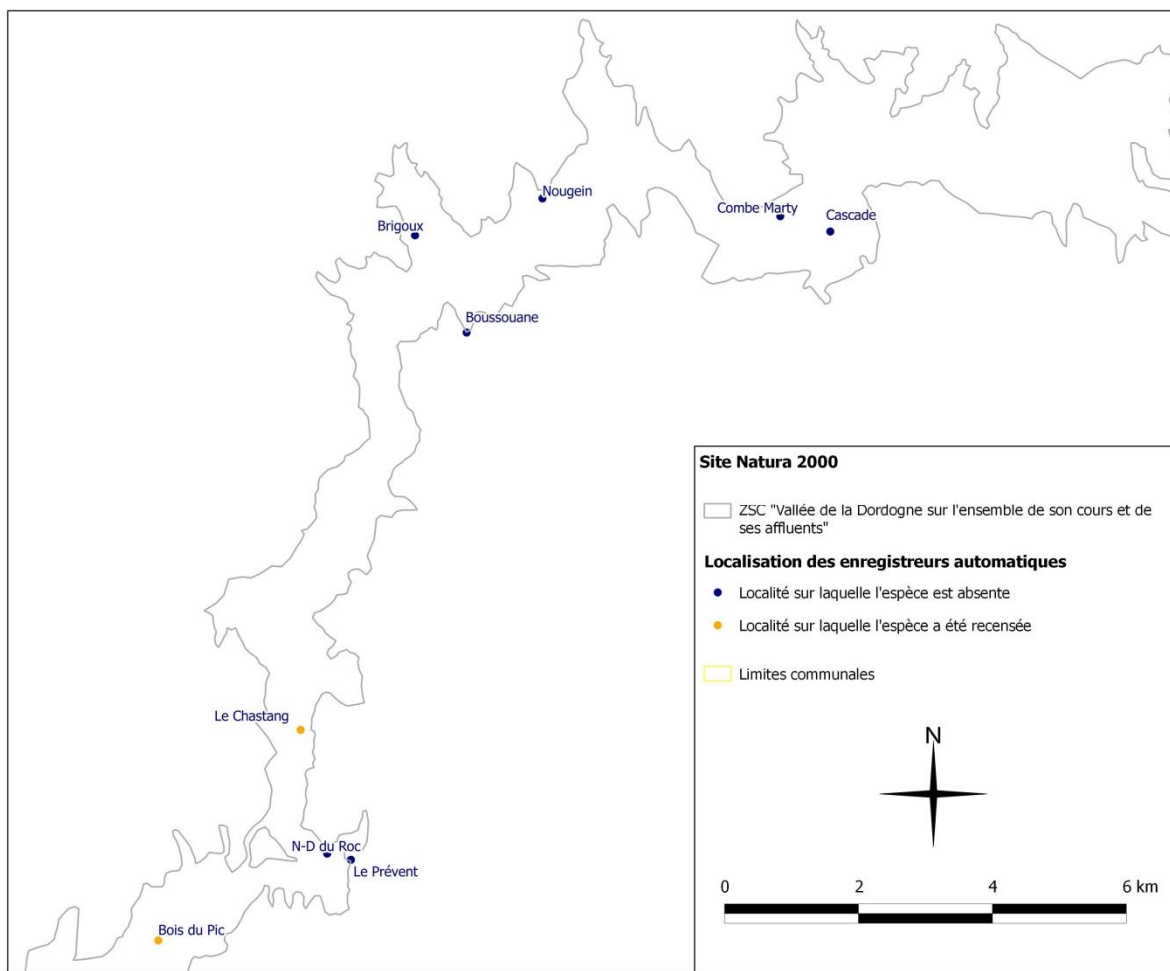 Nougein
Combe Marty
Cascade
Brigoux
Boussouane
Le Chastang
N-D du Roc
Le Prévent
Bois du Pic
Site Natura 2000
ZSC "Vallée de la Dordogne sur l'ensemble de son cours et de
ses affluents"
Localisation des enregistreurs automatiques
Localité sur laquelle l'espèce est absente
Localité sur laquelle l'espèce a été recensée
Limites communales
N
0 2 4 6 km